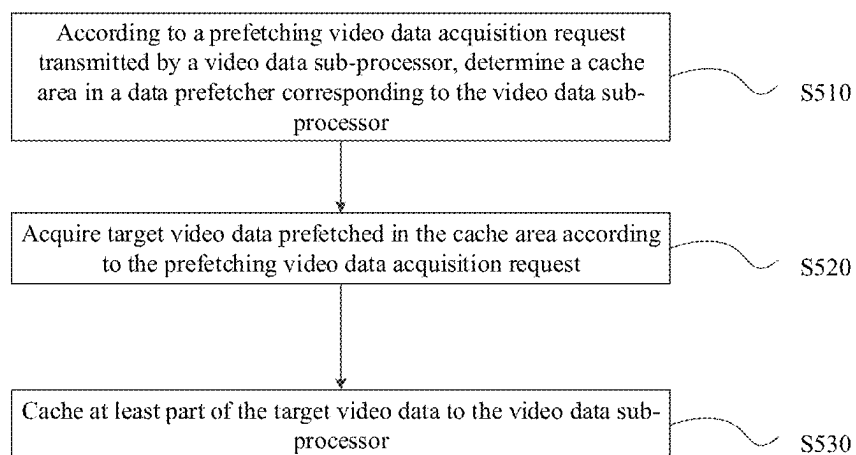 According to a prefetching video data acquisition request
transmitted by a video data sub-processor, determine a cache
area in a data prefetcher corresponding to the video data sub-
processor
S510
Acquire target video data prefetched in the cache area according
to the prefetching video data acquisition request
S520
Cache at least part of the target video data to the video data sub-
processor
S530